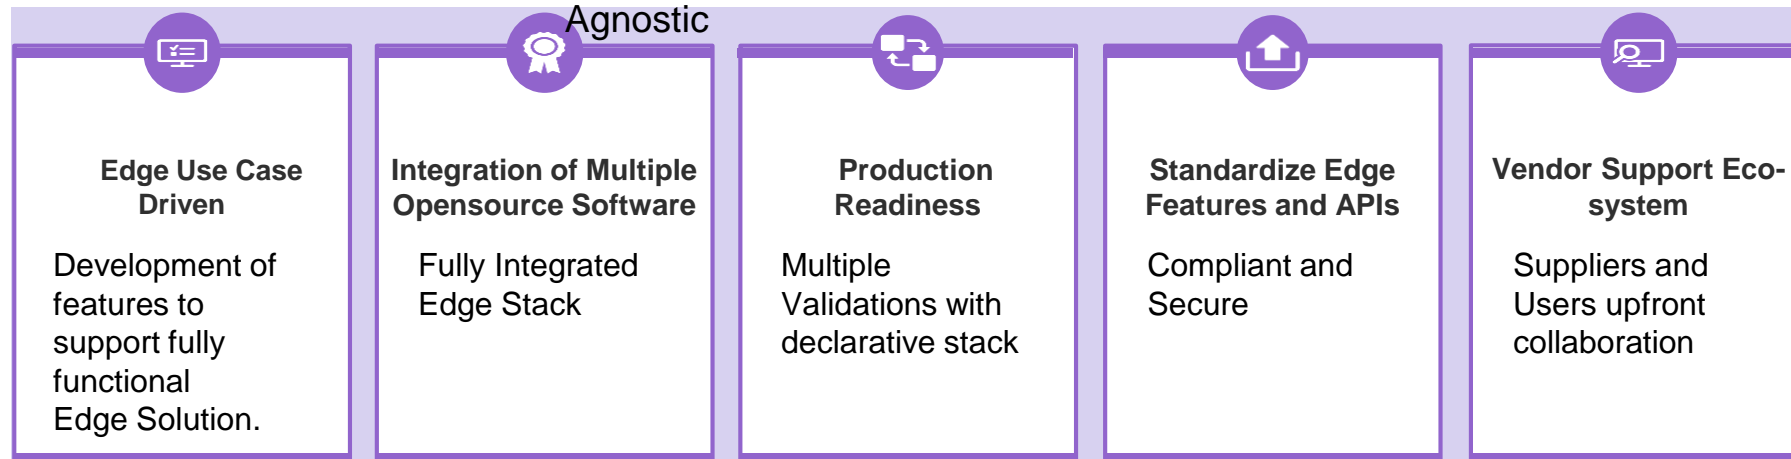 Agnostic
Edge Use Case
Driven
Development of
features to
support fully
functional
Edge Solution.
Integration of Multiple
Opensource Software
Fully Integrated
Edge Stack
Production
Readiness
Multiple
Validations with
declarative stack
Standardize Edge
Features and APIs
Compliant and
Secure
Vendor Support Eco-
system
Suppliers and
Users upfront
collaboration